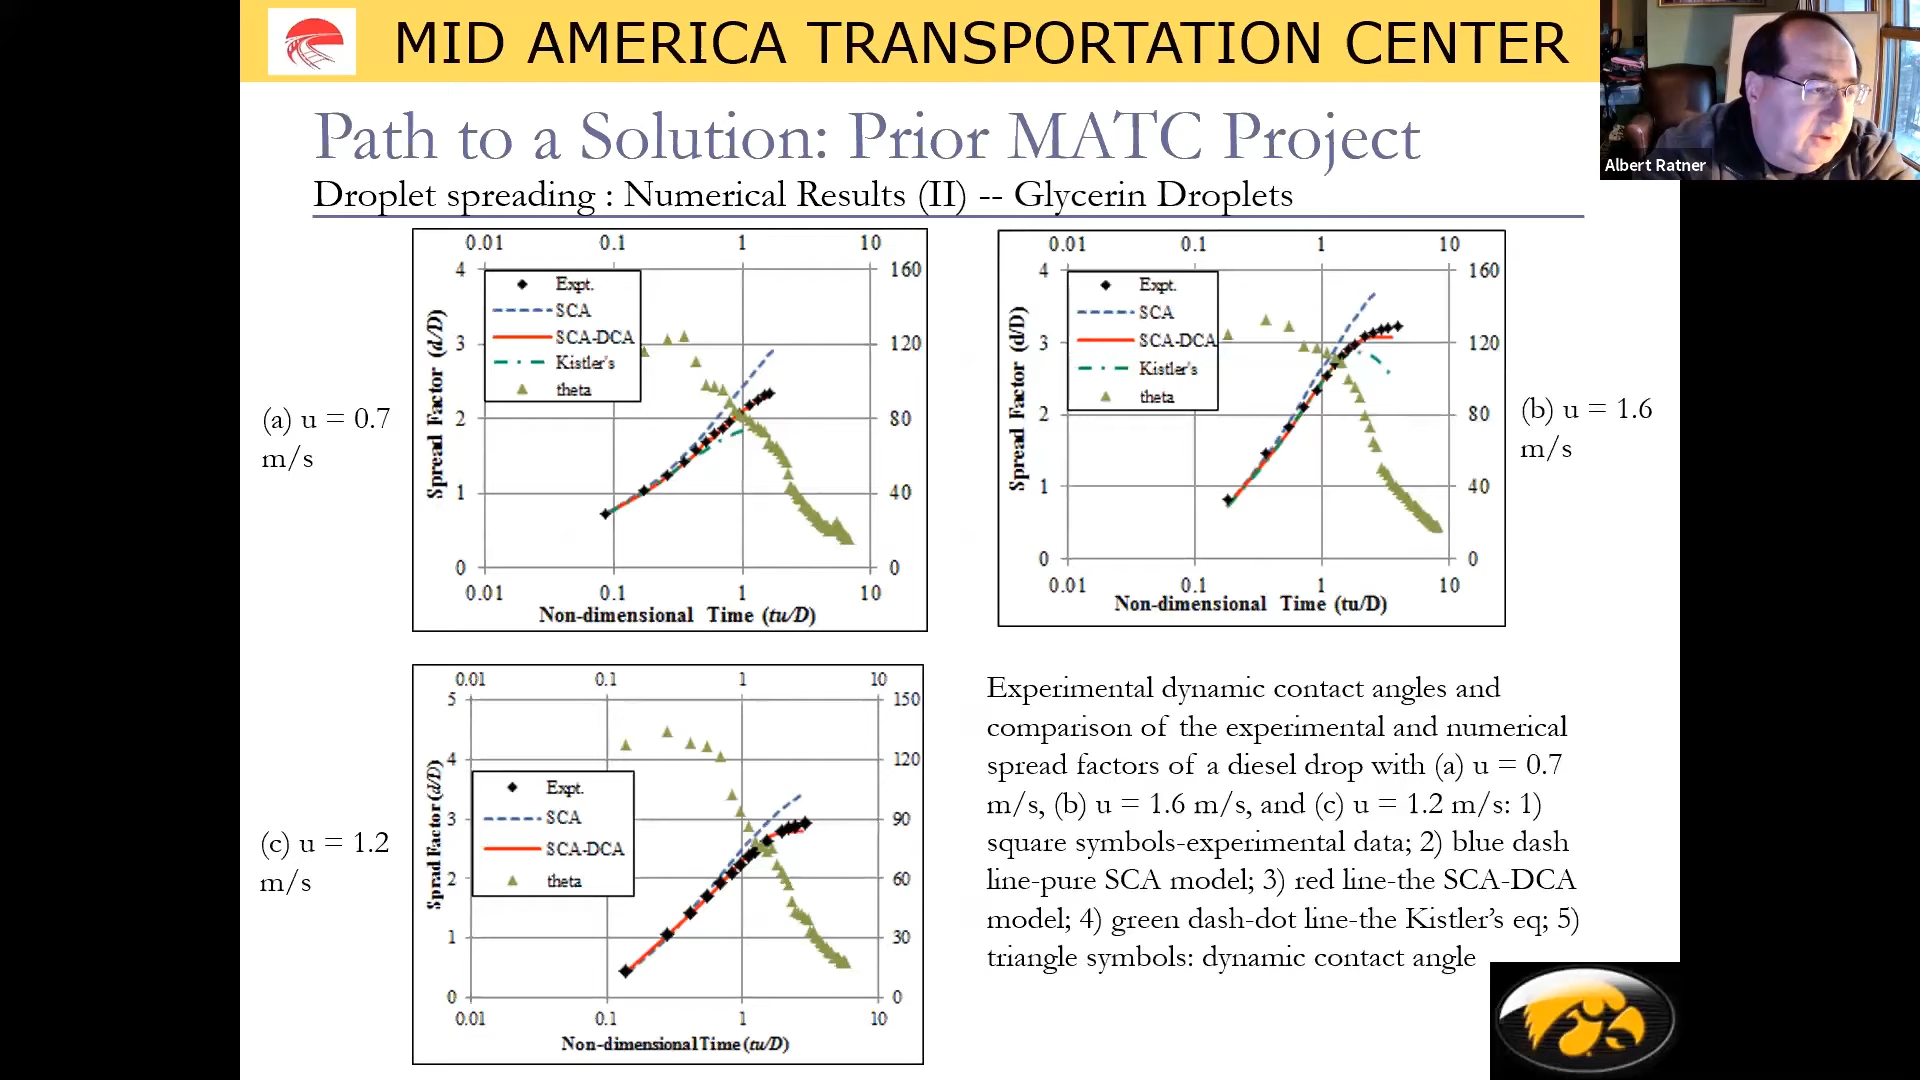 MID AMERICA TRANSPORTATION CENTER
Albert Ratner
Path to a Solution: Prior MATC Project
Droplet spreading : Numerical Results (II) -- Glycerin Droplets
(a) u = 0.7
m/s
0.01 0.1 1 10
4 160
3 120
2 80
1 40
0 0
0.01 0.1 1 10
Spread Factor (d/D)
Expt.
SCA
SCA-DCA
Kistler's
theta
Non-dimensional Time (tu/D)
0.01 0.1 1 10
4 160
3 120
2 80
1 40
0 0
0.01 0.1 1 10
Spread Factor (d/D)
Expt.
SCA
SCA-DCA
Kistler's
theta
Non-dimensional Time (tu/D)
(b) u = 1.6
m/s
(c) u = 1.2
m/s
0.01 0.1 1 10
5 150
4 120
3 90
2 60
1 30
0 0
0.01 0.1 1 10
Sprad Factor (d/D)
Expt.
SCA
SCA-DCA
theta
Non-dimensional Time (tu/D)
Experimental dynamic contact angles and
comparison of the experimental and numerical
spread factors of a diesel drop with (a) u = 0.7
m/s, (b) u = 1.6 m/s, and (c) u = 1.2 m/s: 1)
square symbols-experimental data; 2) blue dash
line-pure SCA model; 3) red line-the SCA-DCA
model; 4) green dash-dot line-the Kistler’s eq; 5)
triangle symbols: dynamic contact angle